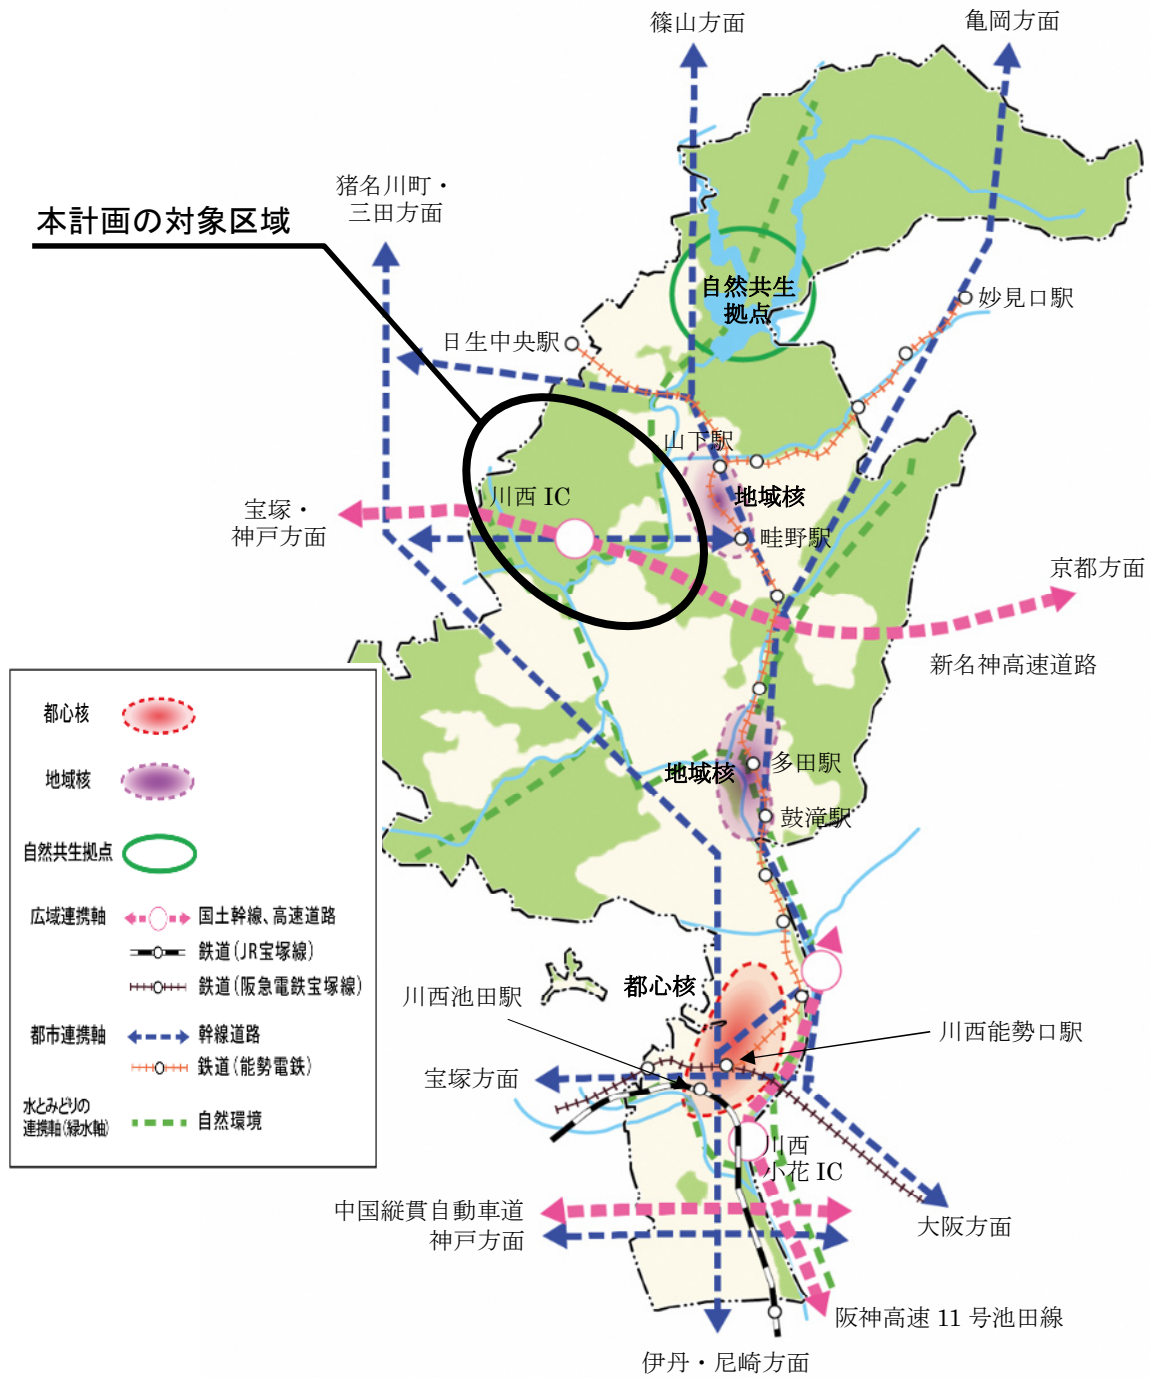 篠山方面
亀岡方面
猪名川町・
三田方面
本計画の対象区域
自然共生
拠点
妙見口駅
日生中央駅
山下駅
川西 IC
地域核
宝塚・
神戸方面
畦野駅
京都方面
新名神高速道路
都心核
地域核
自然共生拠点
広域連携軸
国土幹線、高速道路
鉄道(JR宝塚線)
鉄道(阪急電鉄宝塚線)
都市連携軸
幹線道路
鉄道(能勢電鉄)
水とみどりの
連携軸(緑水軸)
自然環境
地域核
多田駅
鼓滝駅
都心核
川西池田駅
川西能勢口駅
宝塚方面
川西
小花 IC
中国縦貫自動車道
神戸方面
大阪方面
阪神高速 11 号池田線
伊丹・尼崎方面